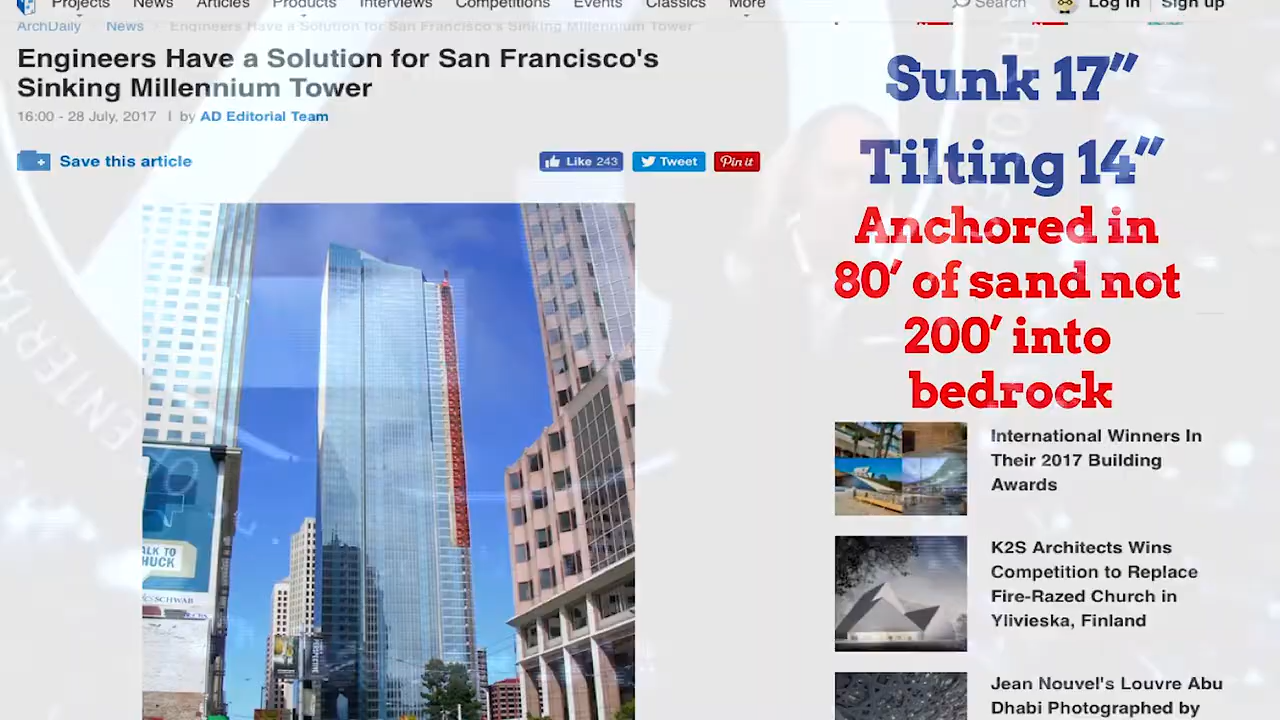 Projects News Articles Products Interviews Competitions Events Classics More Search Log in Sign up
ArchDaily News Engineers Have a Solution for San Francisco's Sinking Millennium Tower
Engineers Have a Solution for San Francisco's
Sinking Millennium Tower
16:00 - 28 July, 2017 | by AD Editorial Team
Save this article
Like 243
Tweet
Pin it
Sunk 17”
Tilting 14”
Anchored in
80’ of sand not
200’ into
bedrock
ALK TO
HUCK
SCHWAB
International Winners In
Their 2017 Building
Awards
K2S Architects Wins
Competition to Replace
Fire-Razed Church in
Ylivieska, Finland
Jean Nouvel's Louvre Abu
Dhabi Photographed by